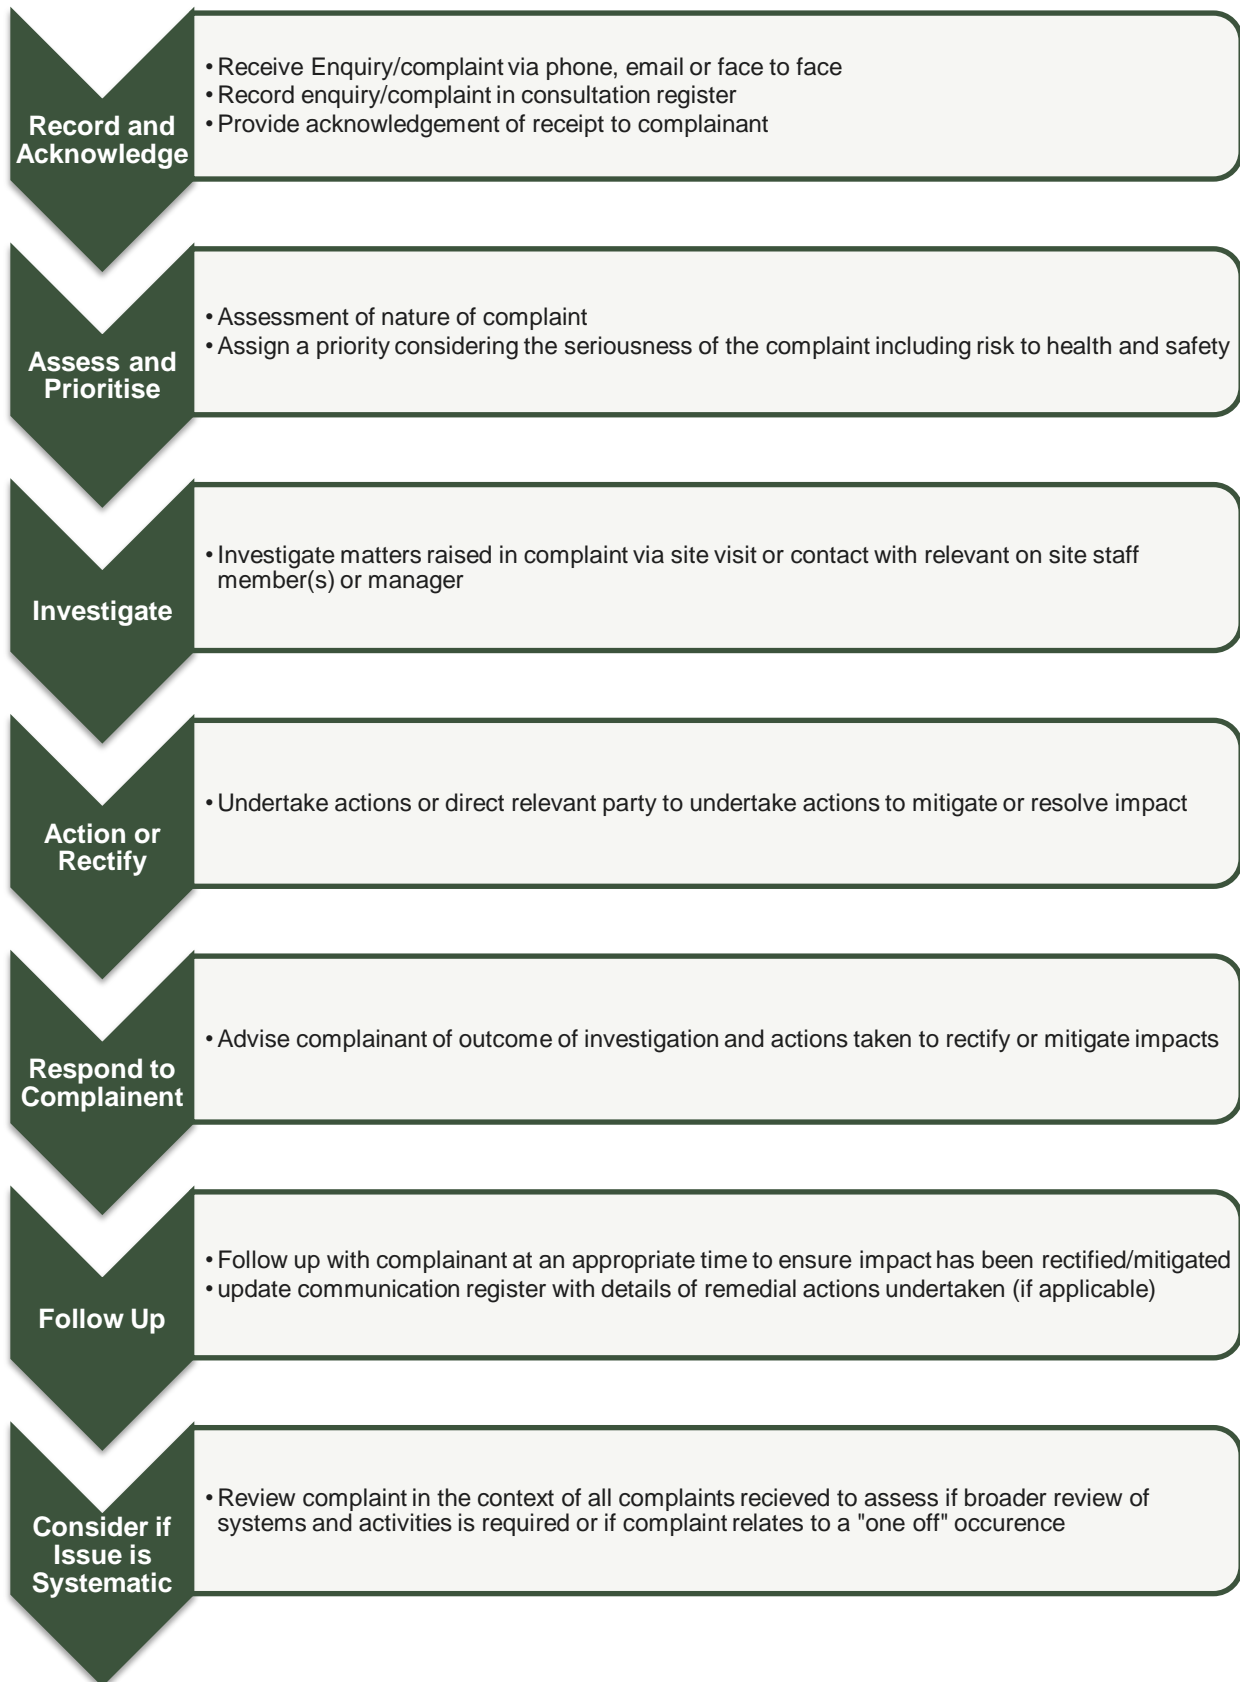 Record and
Acknowledge
• Receive Enquiry/complaint via phone, email or face to face
• Record enquiry/complaint in consultation register
• Provide acknowledgement of receipt to complainant
Assess and
Prioritise
• Assessment of nature of complaint
• Assign a priority considering the seriousness of the complaint including risk to health and safety
Investigate
• Investigate matters raised in complaint via site visit or contact with relevant on site staff
member(s) or manager
Action or
Rectify
• Undertake actions or direct relevant party to undertake actions to mitigate or resolve impact
Respond to
Complainent
• Advise complainant of outcome of investigation and actions taken to rectify or mitigate impacts
Follow Up
• Follow up with complainant at an appropriate time to ensure impact has been rectified/mitigated
• update communication register with details of remedial actions undertaken (if applicable)
Consider if
Issue is
Systematic
• Review complaint in the context of all complaints recieved to assess if broader review of
systems and activities is required or if complaint relates to a "one off" occurence